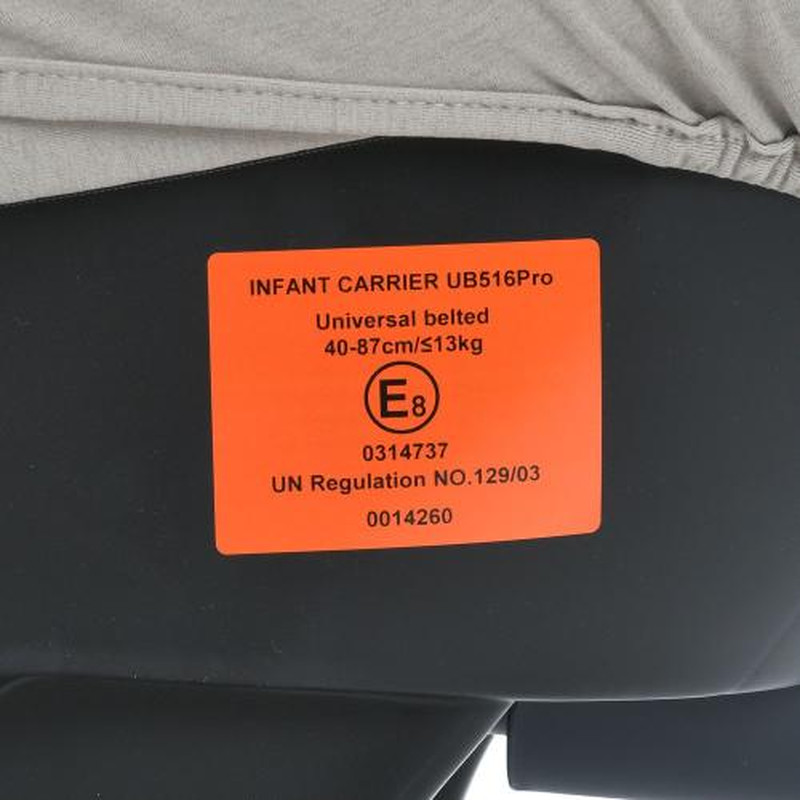 INFANT CARRIER UB516Pro
Universal belted
40-87cm/≤13kg
E8
0314737
UN Regulation NO.129/03
0014260